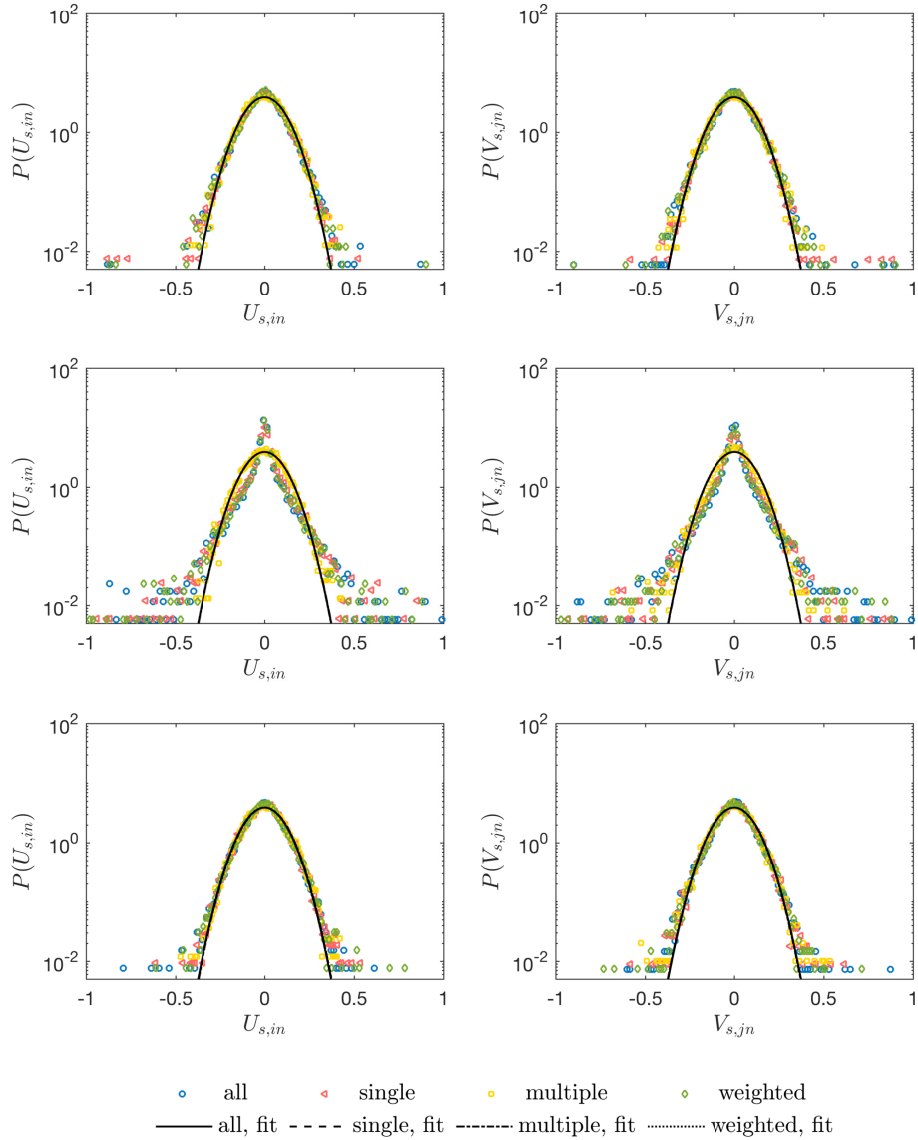 10^2
10^0
10^-2
P(U_{s,in})
-1 -0.5 0 0.5 1
U_{s,in}
10^2
10^0
10^-2
P(V_{s,jn})
-1 -0.5 0 0.5 1
V_{s,jn}
10^2
10^0
10^-2
P(U_{s,in})
-1 -0.5 0 0.5 1
U_{s,in}
10^2
10^0
10^-2
P(V_{s,jn})
-1 -0.5 0 0.5 1
V_{s,jn}
10^2
10^0
10^-2
P(U_{s,in})
-1 -0.5 0 0.5 1
U_{s,in}
10^2
10^0
10^-2
P(V_{s,jn})
-1 -0.5 0 0.5 1
V_{s,jn}
all single multiple weighted
all, fit single, fit multiple, fit weighted, fit